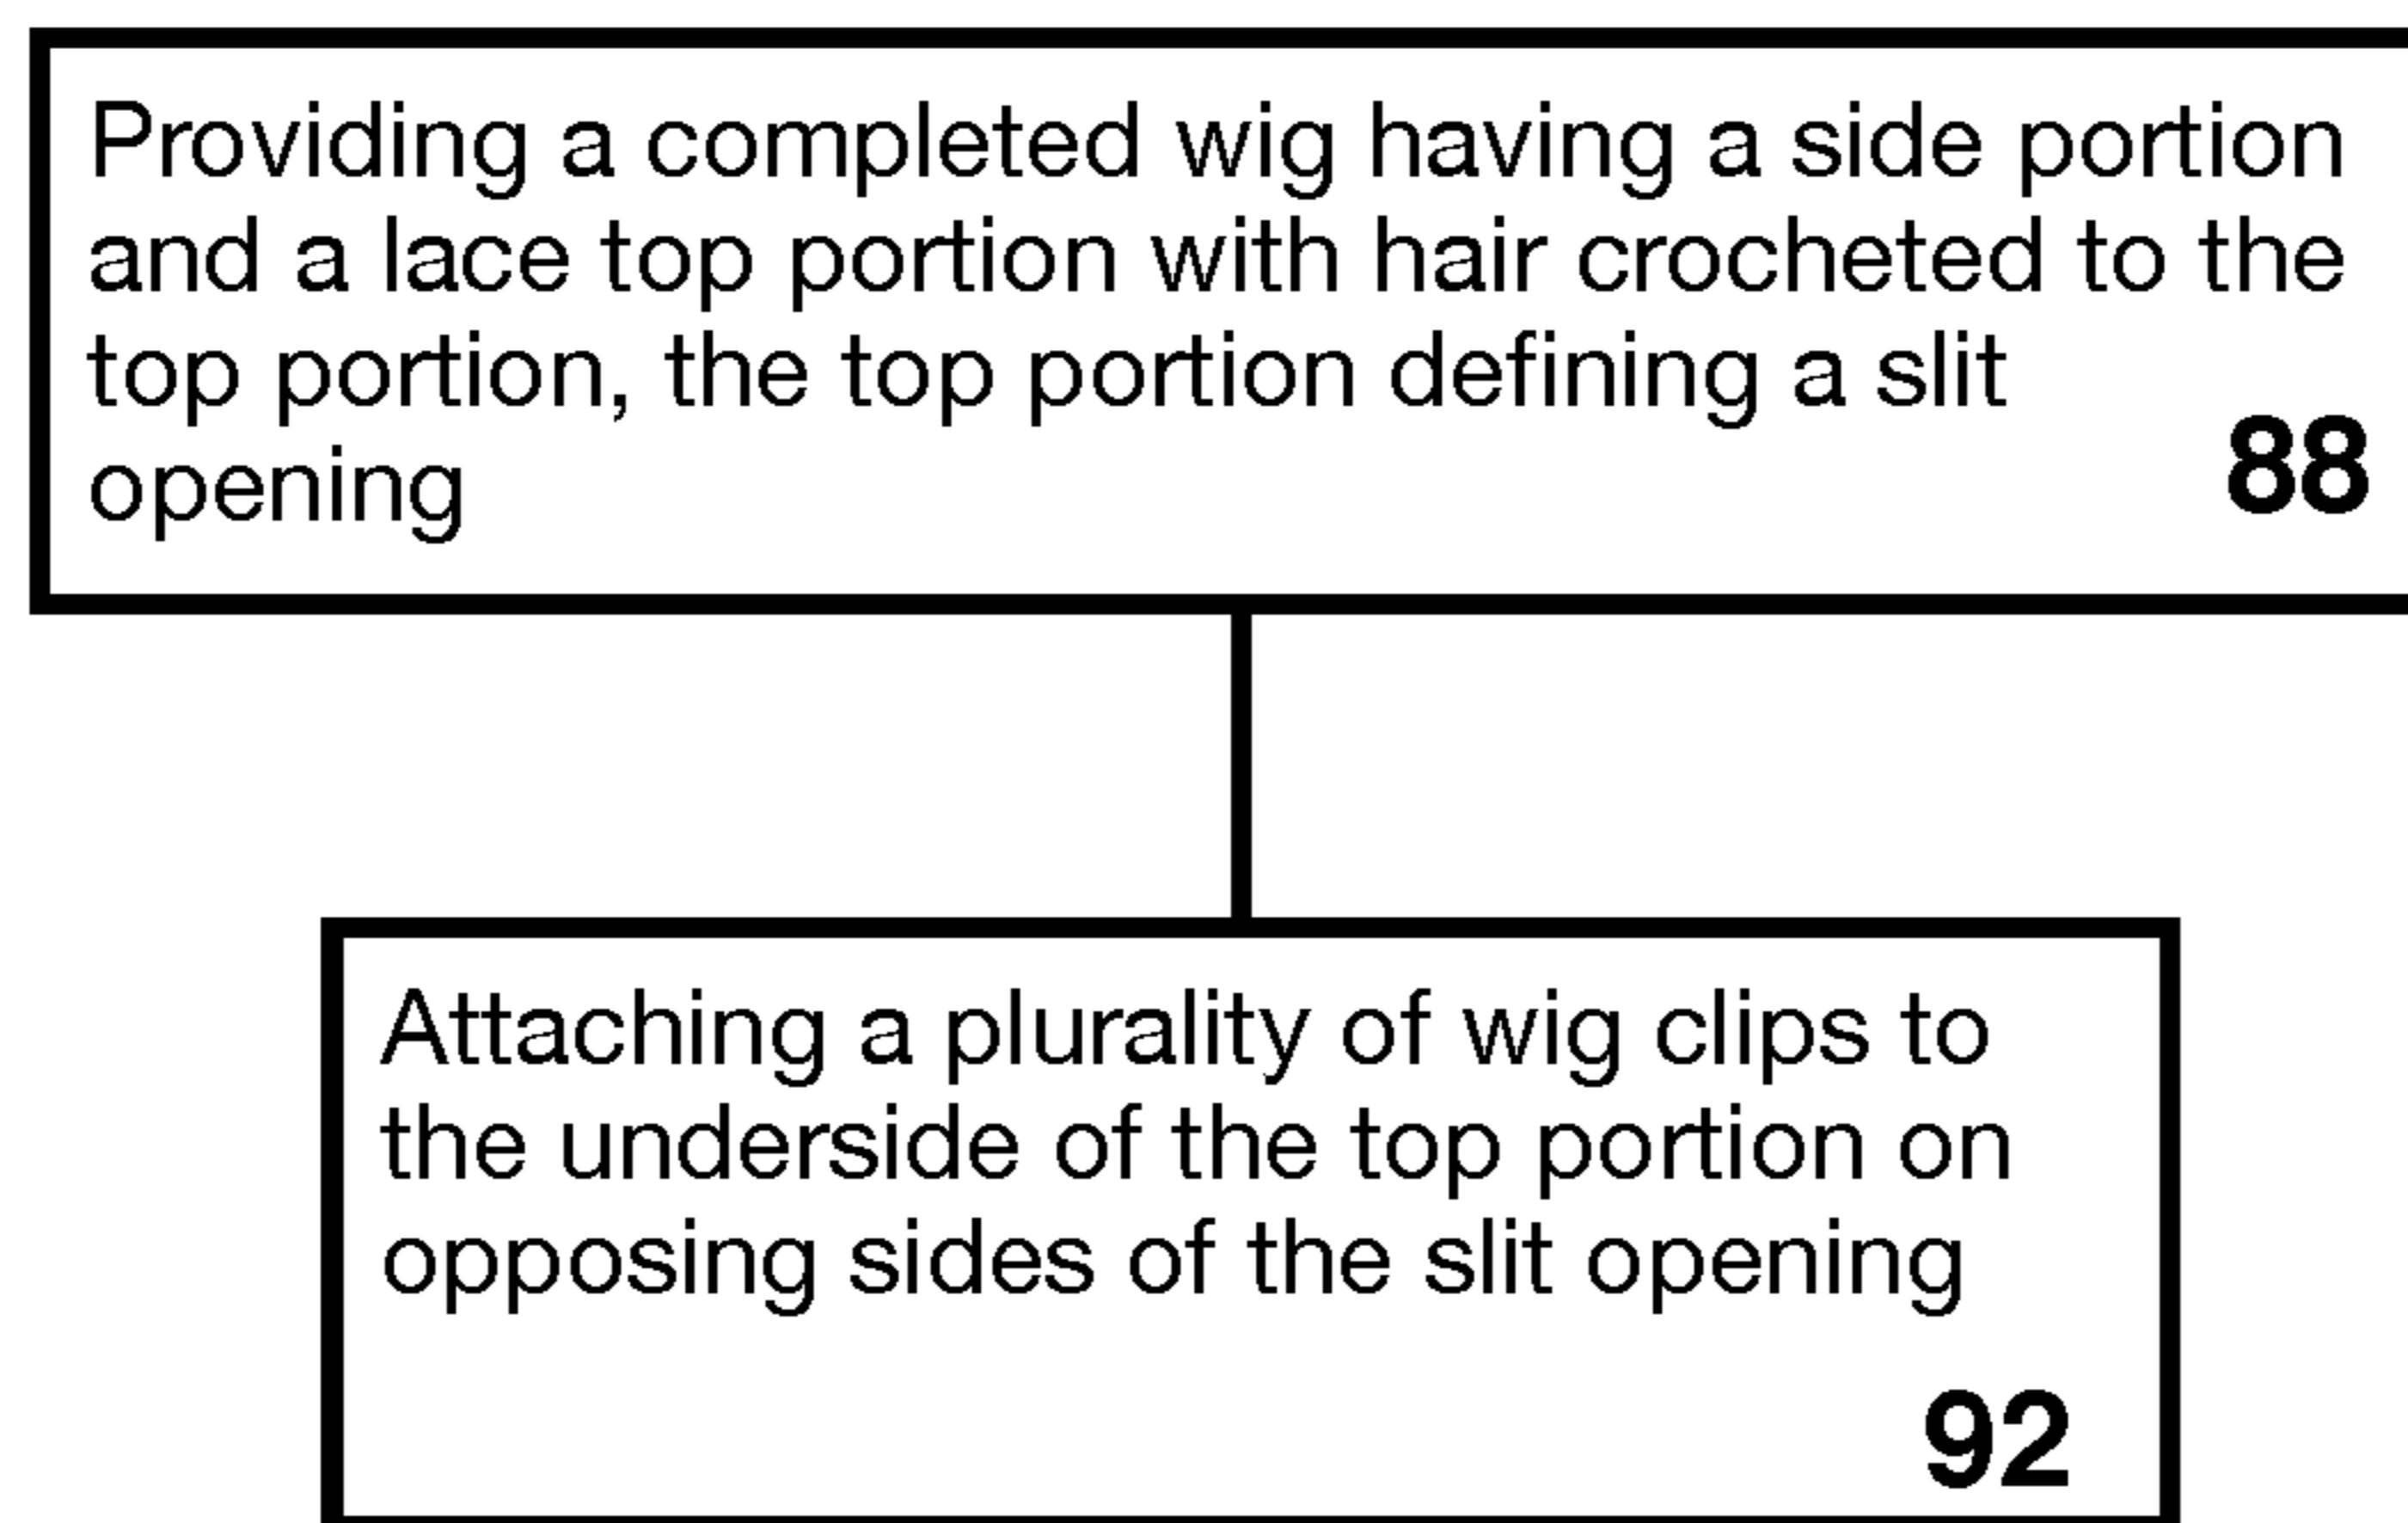 Providing a completed wig having a side portion
and a lace top portion with hair crocheted to the
top portion, the top portion defining a slit
opening
88
Attaching a plurality of wig clips to
the underside of the top portion on
opposing sides of the slit opening
92